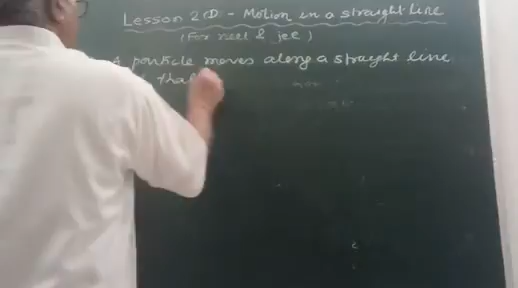 Lesson 2(D) - Motion in a straight line
(For neet & jee)
A particle moves along a straight line
that